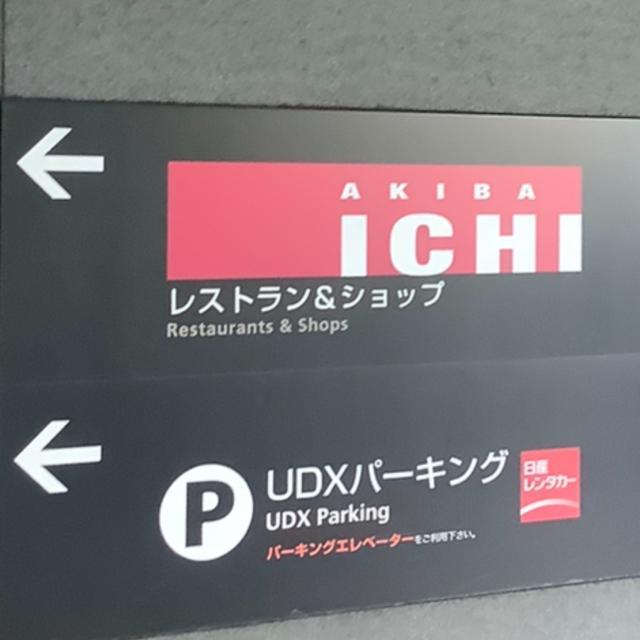 AKIBA
ICHI
レストラン&ショップ
Restaurants & Shops
P
UDXパーキング
UDX Parking
パーキングエレベーターをご利用下さい。
日産
レンタカー